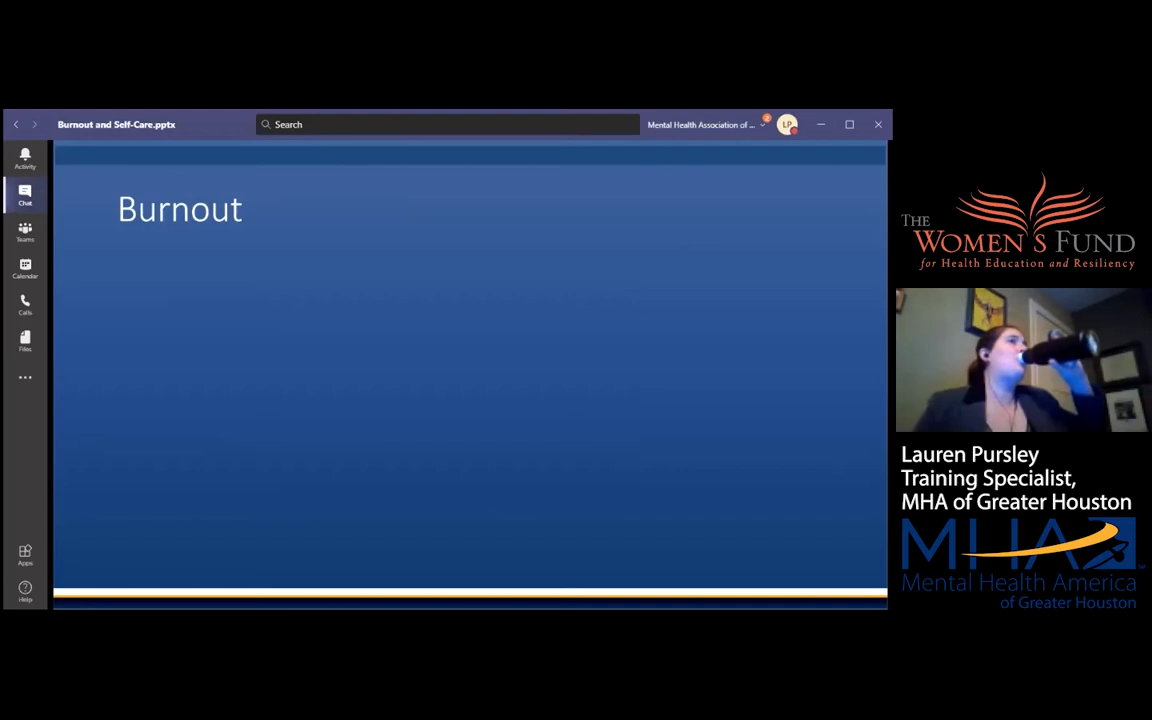 Burnout and Self-Care.pptx
Search
Mental Health Association of ...
2
LP
Activity
Chat
Teams
Calendar
Calls
Files
Apps
Help
Burnout
THE
WOMEN'S FUND
for Health Education and Resiliency
Lauren Pursley
Training Specialist,
MHA of Greater Houston
MHA
Mental Health America
of Greater Houston